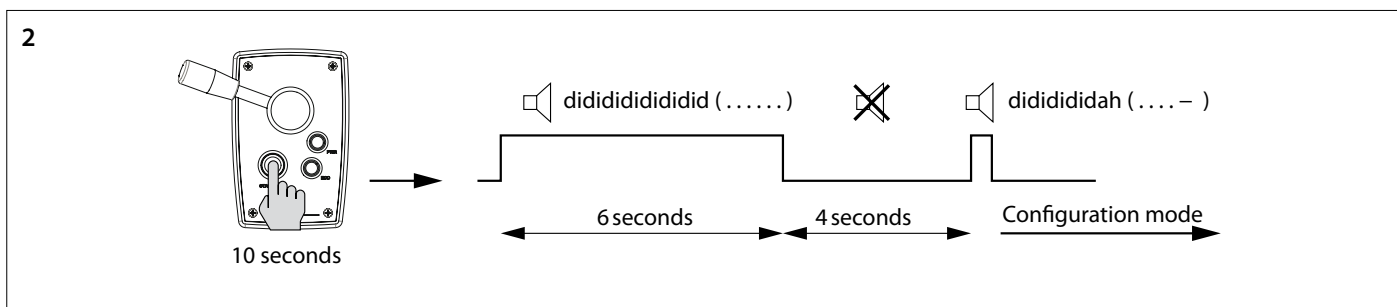 2
didididididididid ( . . . . . . )
dididididah ( . . . . – )
6 seconds
4 seconds
Configuration mode
10 seconds